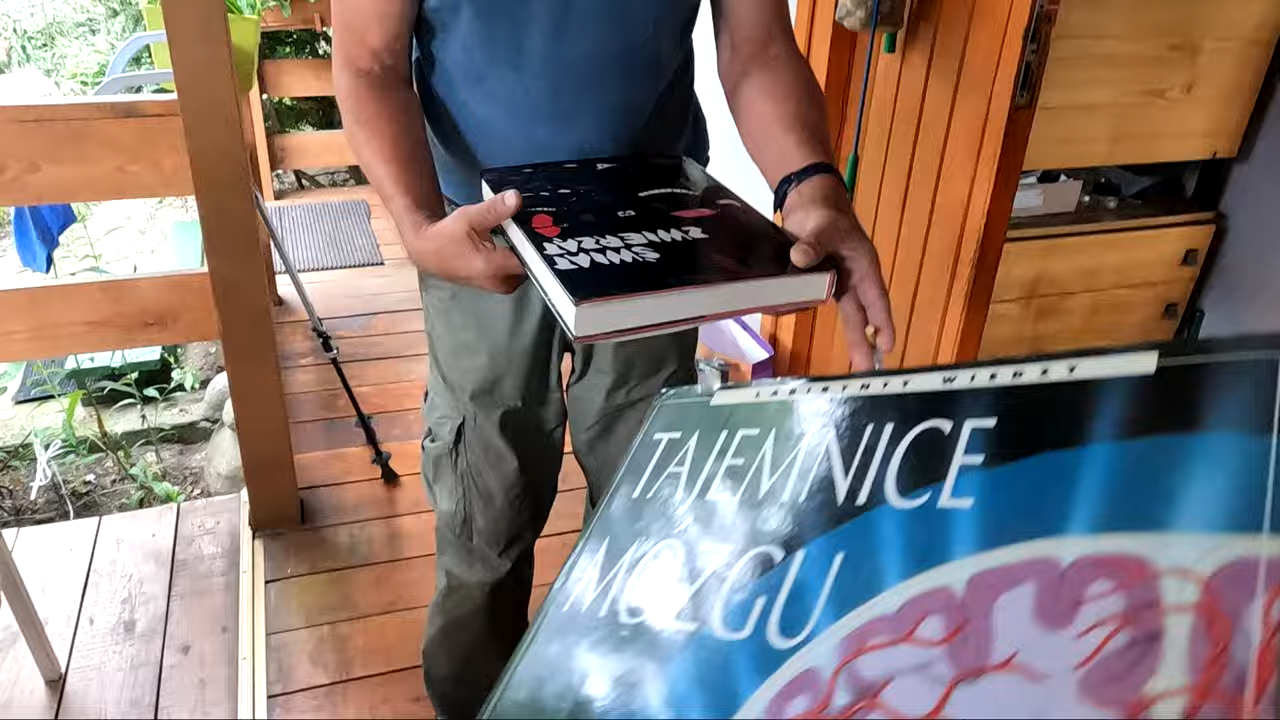 ŚWIAT
ZWIERZĄT
LABIRYNTY WIEDZY
TAJEMNICE
MÓZGU